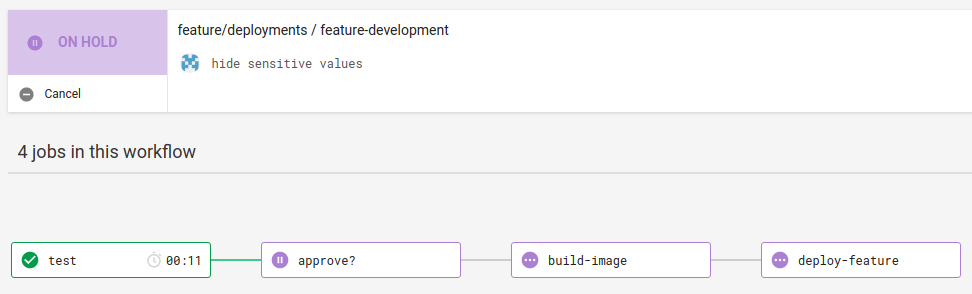 ON HOLD
feature/deployments / feature-development
hide sensitive values
Cancel
4 jobs in this workflow
test 00:11
approve?
build-image
deploy-feature